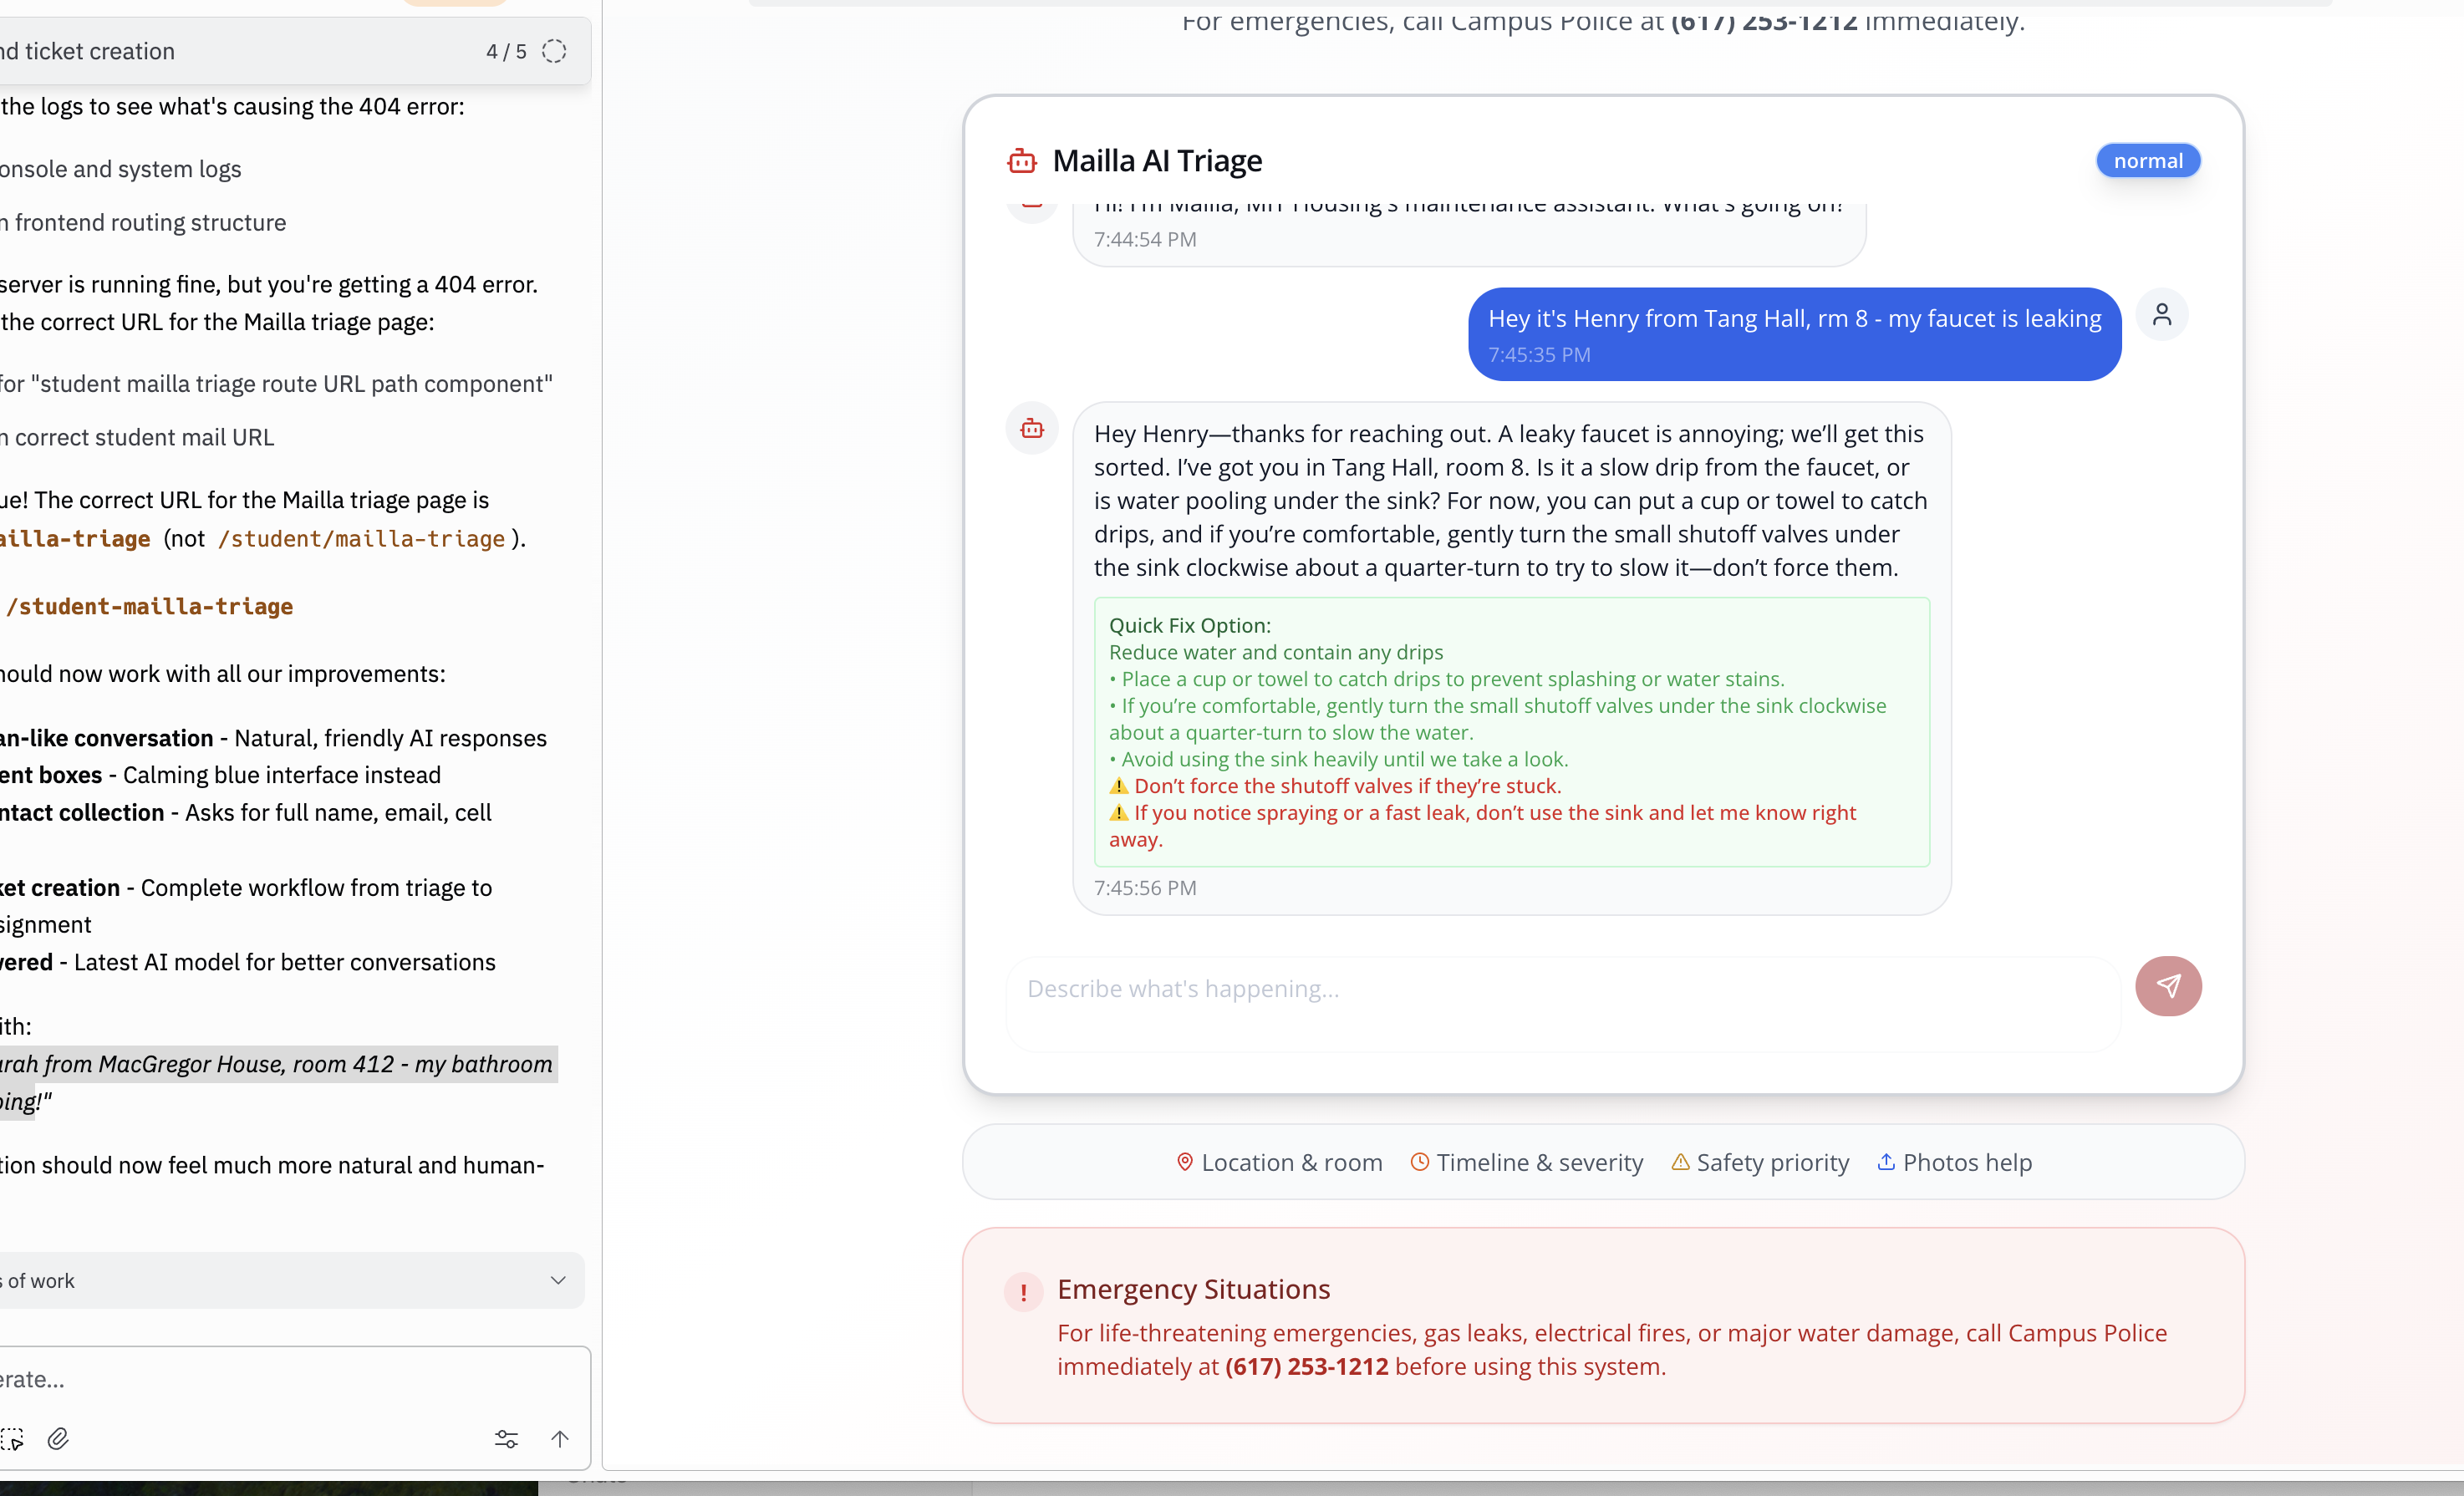 nd ticket creation 4 / 5
the logs to see what's causing the 404 error:
onsole and system logs
n frontend routing structure
server is running fine, but you're getting a 404 error.
the correct URL for the Mailla triage page:
for "student mailla triage route URL path component"
n correct student mail URL
ue! The correct URL for the Mailla triage page is
ailla-triage (not /student/mailla-triage ).
/student-mailla-triage
hould now work with all our improvements:
an-like conversation - Natural, friendly AI responses
ent boxes - Calming blue interface instead
ntact collection - Asks for full name, email, cell
ket creation - Complete workflow from triage to
signment
wered - Latest AI model for better conversations
ith:
arah from MacGregor House, room 412 - my bathroom
ping!"
tion should now feel much more natural and human-
s of work
erate...
For emergencies, call Campus Police at (617) 253-1212 immediately.
Mailla AI Triage
normal
Hi! I'm Mailla, MIT Housing's maintenance assistant. What's going on?
7:44:54 PM
Hey it's Henry from Tang Hall, rm 8 - my faucet is leaking
7:45:35 PM
Hey Henry—thanks for reaching out. A leaky faucet is annoying; we’ll get this
sorted. I’ve got you in Tang Hall, room 8. Is it a slow drip from the faucet, or
is water pooling under the sink? For now, you can put a cup or towel to catch
drips, and if you’re comfortable, gently turn the small shutoff valves under
the sink clockwise about a quarter-turn to try to slow it—don’t force them.
Quick Fix Option:
Reduce water and contain any drips
• Place a cup or towel to catch drips to prevent splashing or water stains.
• If you’re comfortable, gently turn the small shutoff valves under the sink clockwise
about a quarter-turn to slow the water.
• Avoid using the sink heavily until we take a look.
⚠️ Don’t force the shutoff valves if they’re stuck.
⚠️ If you notice spraying or a fast leak, don’t use the sink and let me know right
away.
7:45:56 PM
Describe what's happening...
Location & room Timeline & severity Safety priority Photos help
! Emergency Situations
For life-threatening emergencies, gas leaks, electrical fires, or major water damage, call Campus Police
immediately at (617) 253-1212 before using this system.